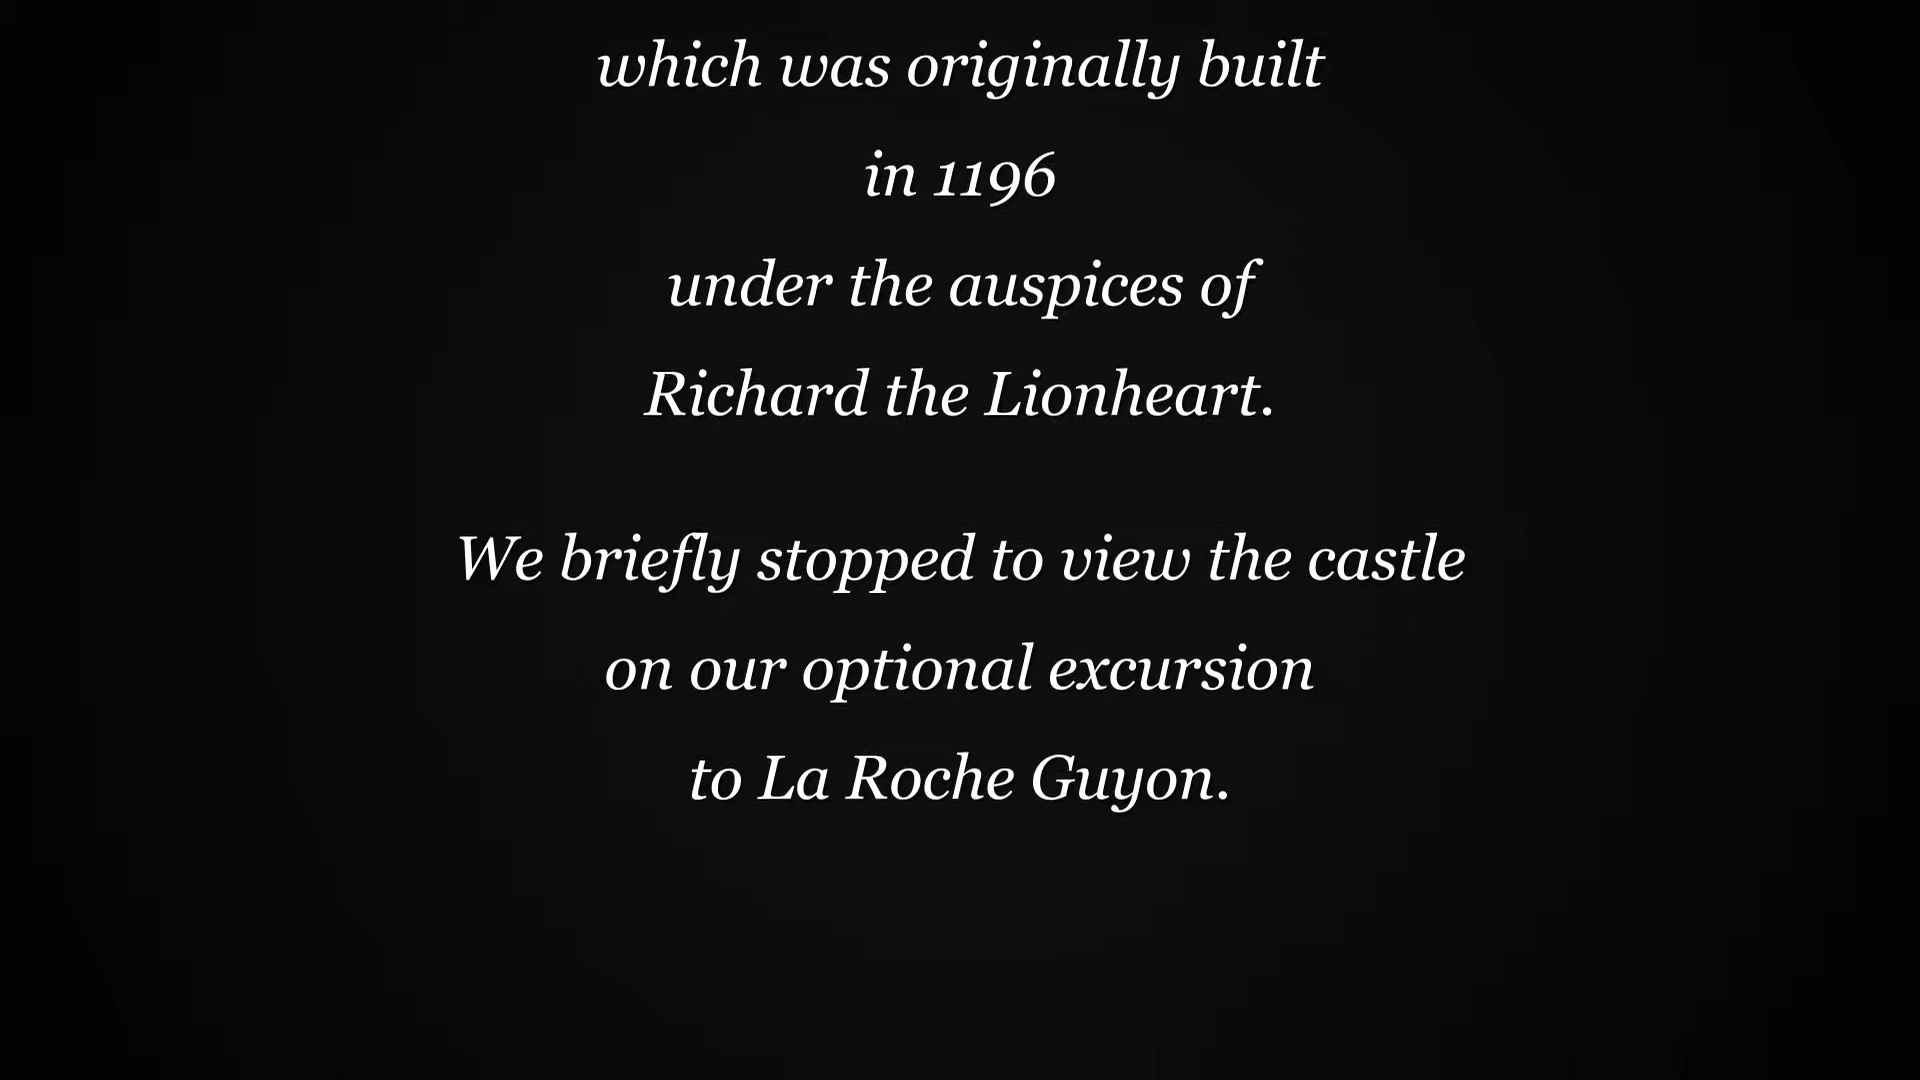 which was originally built
in 1196
under the auspices of
Richard the Lionheart.
We briefly stopped to view the castle
on our optional excursion
to La Roche Guyon.